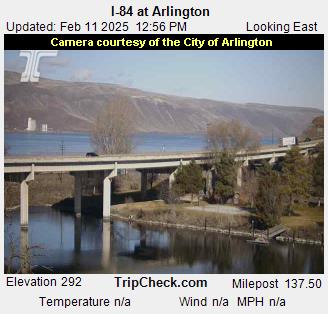 I-84 at Arlington
Updated: Feb 11 2025 12:56 PM Looking East
Camera courtesy of the City of Arlington
Elevation 292 TripCheck.com Milepost 137.50
Temperature n/a Wind n/a MPH n/a